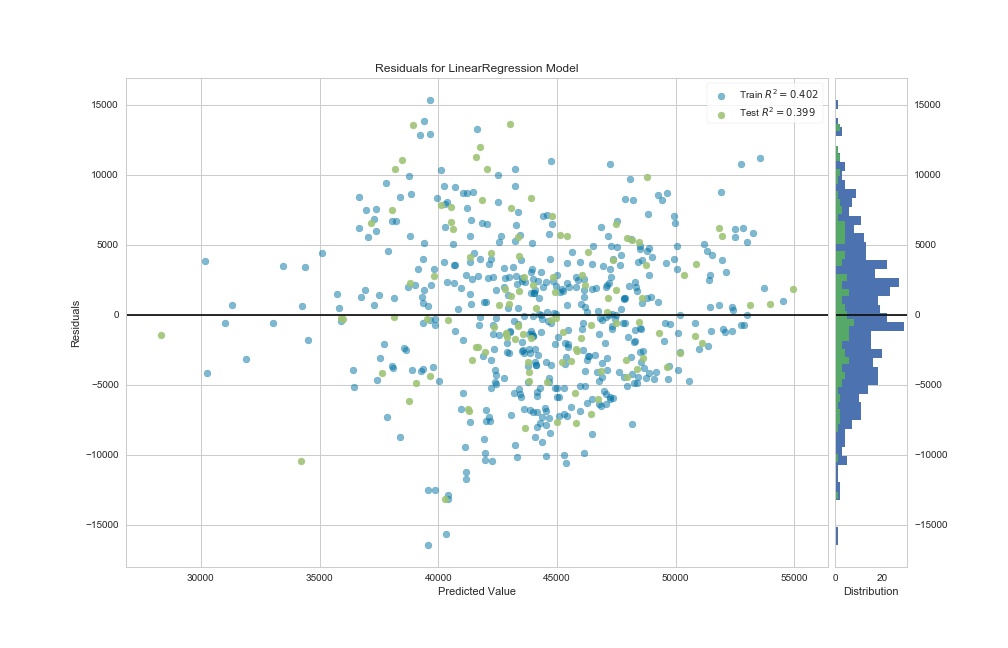 Residuals for LinearRegression Model
Train R² = 0.402
Test R² = 0.399
15000
10000
5000
0
−5000
−10000
−15000
Residuals
30000 35000 40000 45000 50000 55000
Predicted Value
15000
10000
5000
0
−5000
−10000
−15000
0 20
Distribution